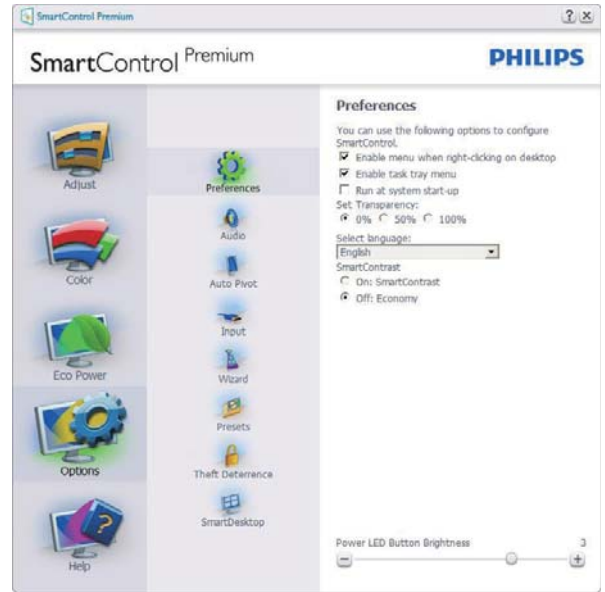 SmartControl Premium
? x
SmartControl Premium
PHILIPS
Adjust
Color
Eco Power
Options
?
Help
Preferences
Audio
Auto Pivot
Input
Wizard
Presets
Theft Deterrence
SmartDesktop
Preferences
You can use the following options to configure
SmartControl.
Enable menu when right-clicking on desktop
Enable task tray menu
Run at system start-up
Set Transparency:
0% 50% 100%
Select language:
English
SmartContrast
On: SmartContrast
Off: Economy
Power LED Button Brightness 3
- +